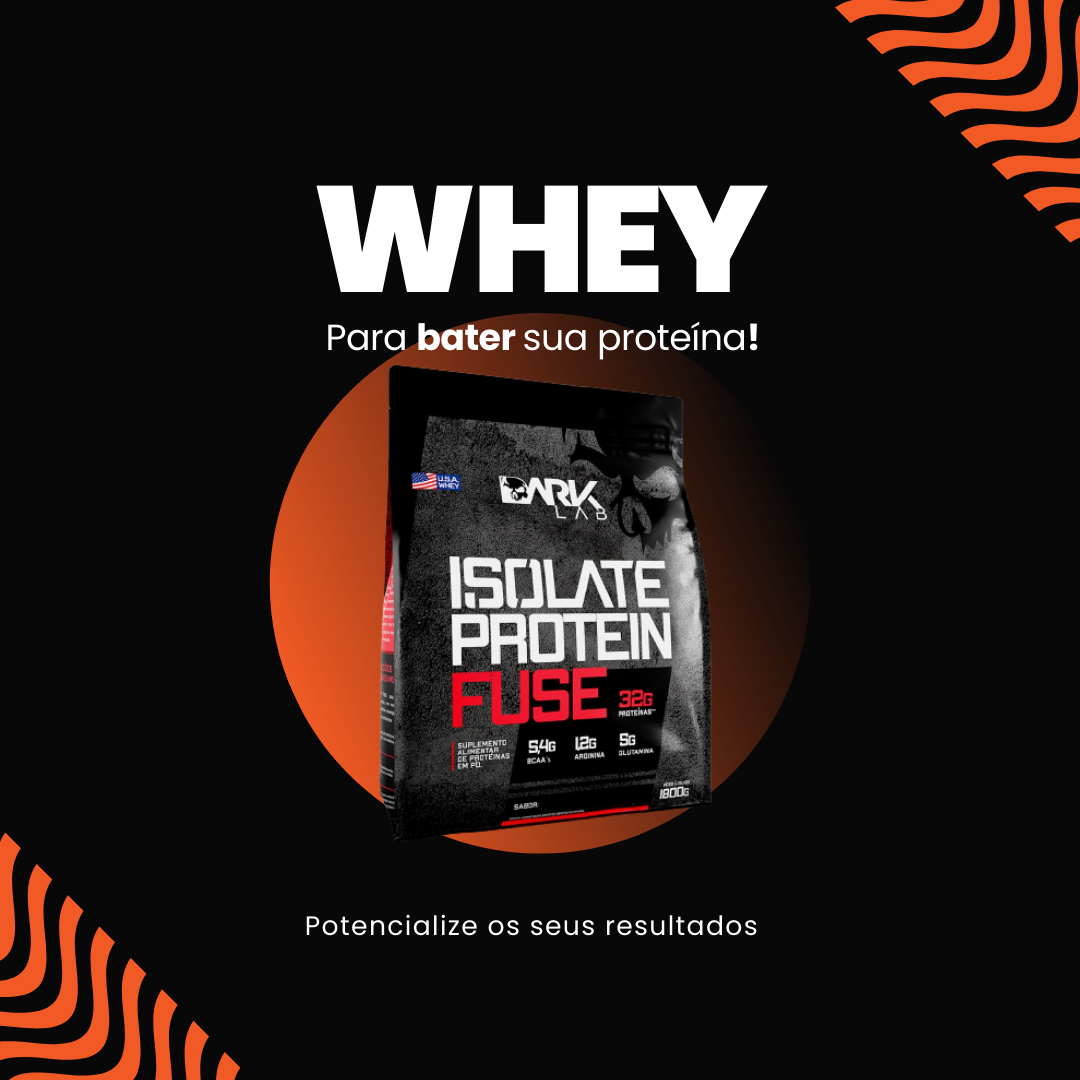 WHEY
Para bater sua proteína!
U.S.A.
WHEY
DARK
LAB
ISOLATE
PROTEIN
FUSE
32G
PROTEÍNAS
5,4G
BCAA's
1,2G
ARGININA
5G
GLUTAMINA
SUPLEMENTO
ALIMENTAR
DE PROTEÍNAS
EM PÓ.
SABOR:
1800G
Potencialize os seus resultados